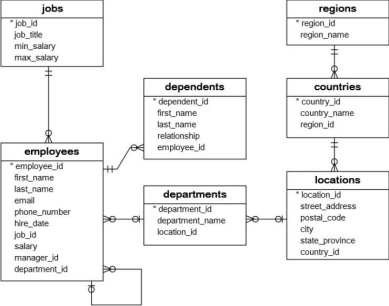 jobs
* job_id
job_title
min_salary
max_salary
regions
* region_id
region_name
dependents
* dependent_id
first_name
last_name
relationship
employee_id
countries
* country_id
country_name
region_id
employees
* employee_id
first_name
last_name
email
phone_number
hire_date
job_id
salary
manager_id
department_id
departments
* department_id
department_name
location_id
locations
* location_id
street_address
postal_code
city
state_province
country_id